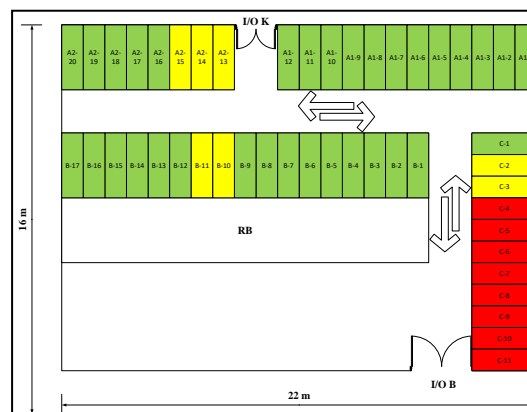 I/O K
A2-20
A2-19
A2-18
A2-17
A2-16
A2-15
A2-14
A2-13
A1-12
A1-11
A1-10
A1-9
A1-8
A1-7
A1-6
A1-5
A1-4
A1-3
A1-2
B-17
B-16
B-15
B-14
B-13
B-12
B-11
B-10
B-9
B-8
B-7
B-6
B-5
B-4
B-3
B-2
B-1
C-1
C-2
C-3
C-4
C-5
C-6
C-7
C-8
C-9
C-10
C-11
RB
16 m
I/O B
22 m